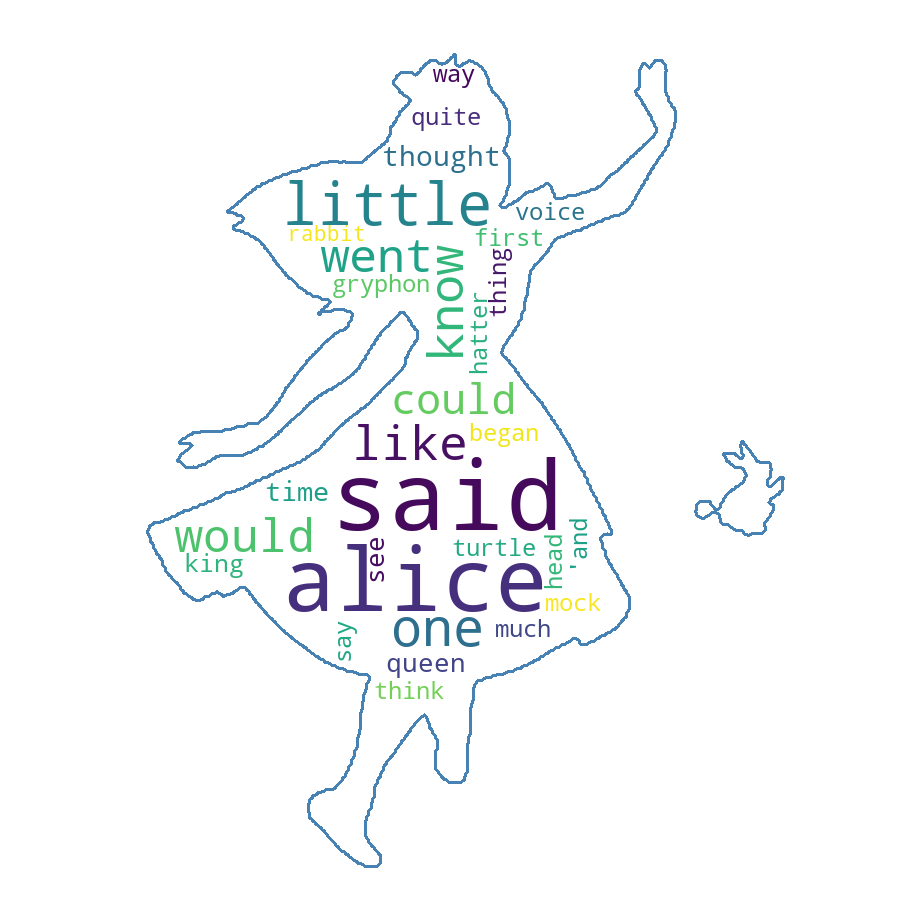 way
quite
thought
little
voice
rabbit
first
went
know
thing
gryphon
hatter
could
like
began
said
time
would
see
turtle
head
'and
king
alice
mock
one
much
say
queen
think